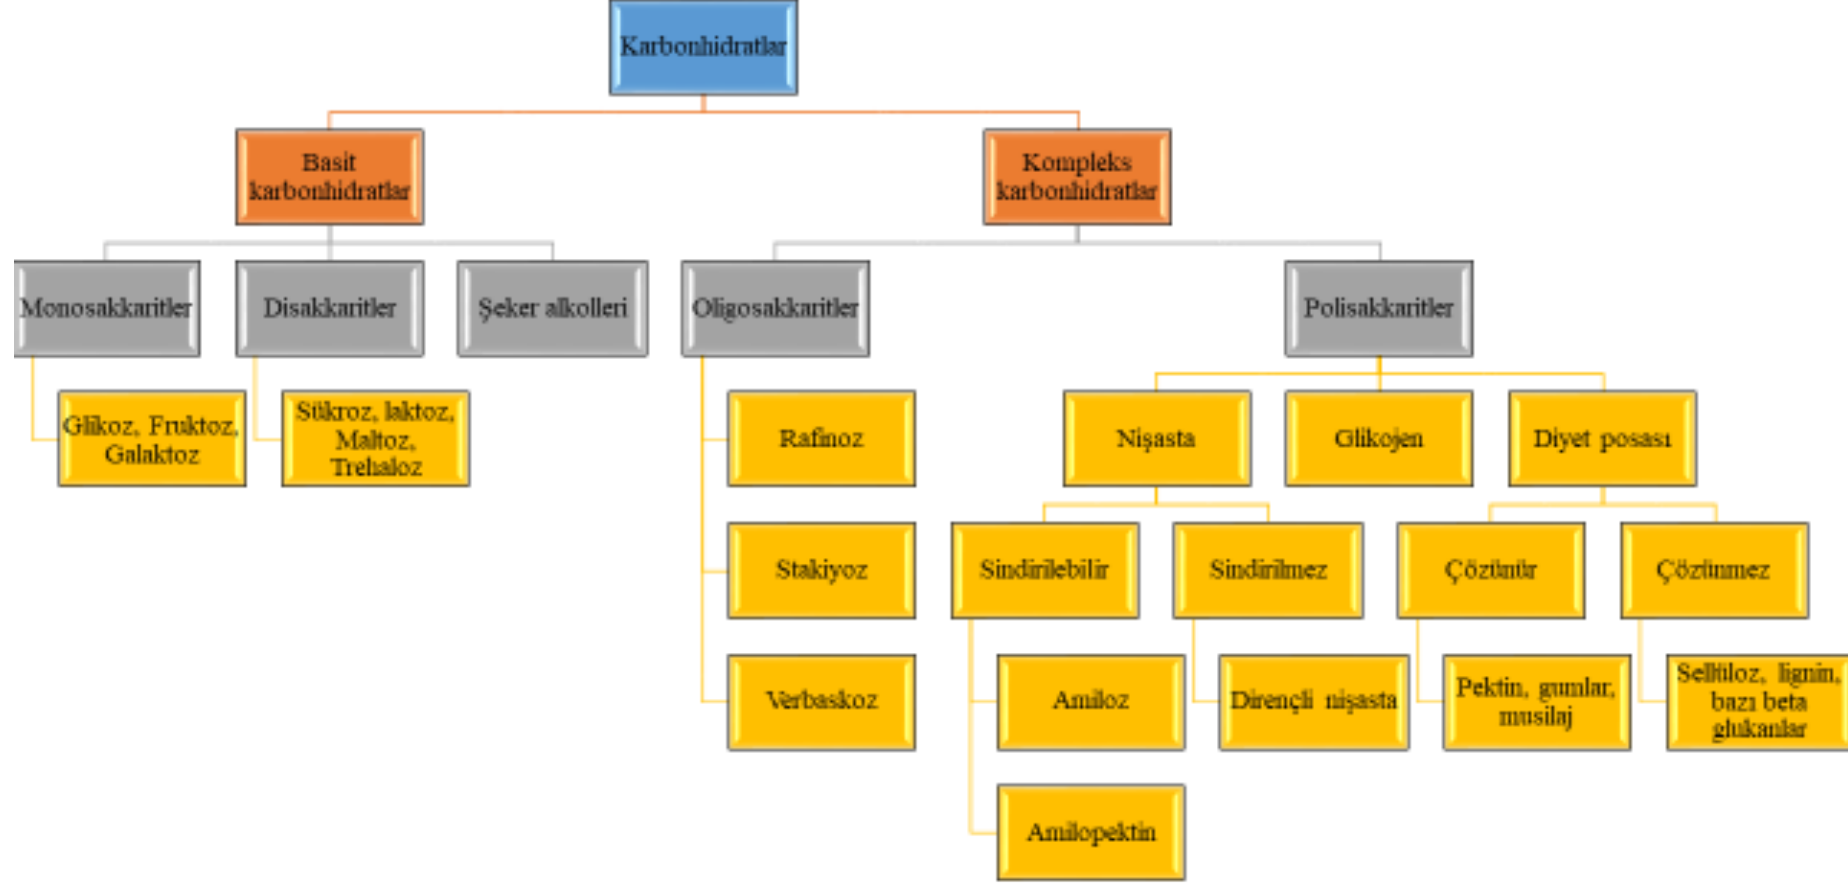 Karbonhidratlar
Basit
karbonhidratlar
Kompleks
karbonhidratlar
Monosakkaritler
Disakkaritler
Şeker alkolleri
Oligosakkaritler
Polisakkaritler
Glikoz, Fruktoz,
Galaktoz
Sükroz, laktoz,
Maltoz,
Trehaloz
Rafinoz
Nişasta
Glikojen
Diyet posası
Stakiyoz
Sindirilebilir
Sindirilmez
Çözünür
Çözünmez
Verbaskoz
Amiloz
Dirençli nişasta
Pektin, gumlar,
musilaj
Sellüloz, lignin,
bazı beta
glukanlar
Amilopektin